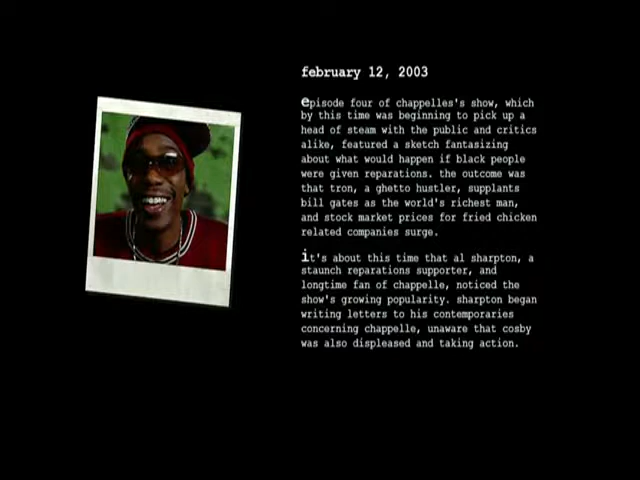 february 12, 2003
episode four of chappelles's show, which
by this time was beginning to pick up a
head of steam with the public and critics
alike, featured a sketch fantasizing
about what would happen if black people
were given reparations. the outcome was
that tron, a ghetto hustler, supplants
bill gates as the world's richest man,
and stock market prices for fried chicken
related companies surge.
it's about this time that al sharpton, a
staunch reparations supporter, and
longtime fan of chappelle, noticed the
show's growing popularity. sharpton began
writing letters to his contemporaries
concerning chappelle, unaware that cosby
was also displeased and taking action.